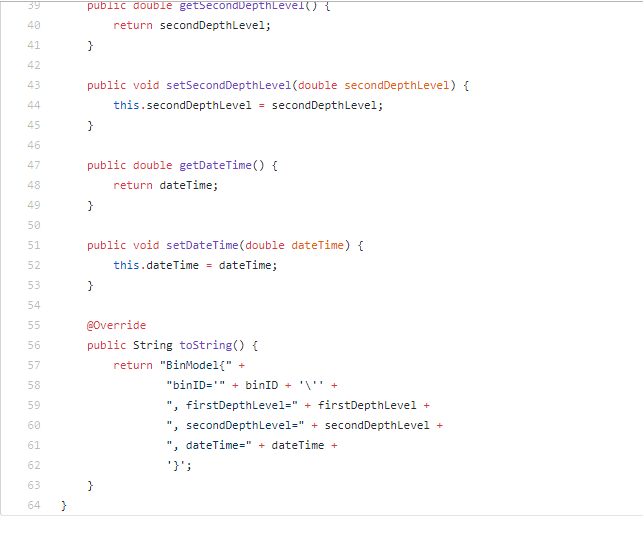 39 public double getSecondDepthLevel() {
40 return secondDepthLevel;
41 }
42
43 public void setSecondDepthLevel(double secondDepthLevel) {
44 this.secondDepthLevel = secondDepthLevel;
45 }
46
47 public double getDateTime() {
48 return dateTime;
49 }
50
51 public void setDateTime(double dateTime) {
52 this.dateTime = dateTime;
53 }
54
55 @Override
56 public String toString() {
57 return "BinModel{" +
58 "binID='" + binID + '\'' +
59 ", firstDepthLevel=" + firstDepthLevel +
60 ", secondDepthLevel=" + secondDepthLevel +
61 ", dateTime=" + dateTime +
62 '}';
63 }
64 }